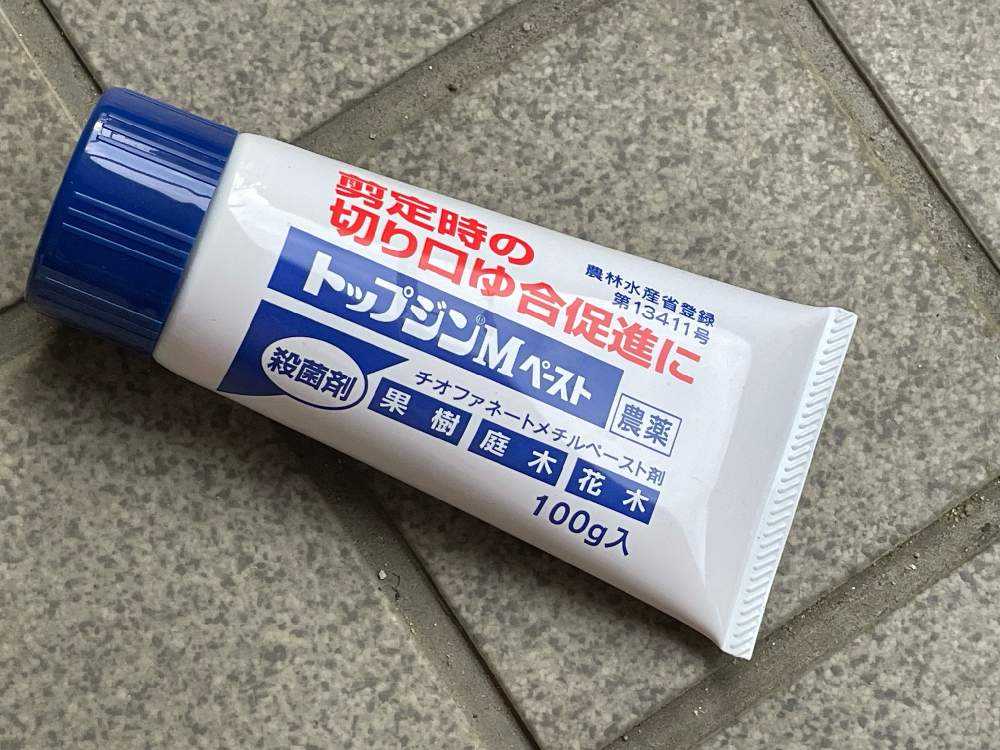 剪定時の
切り口ゆ合促進に
農林水産省登録
第13411号
トップジン®Mペースト
殺菌剤
チオファネートメチルペースト剤
農薬
果樹 庭木 花木
100g入